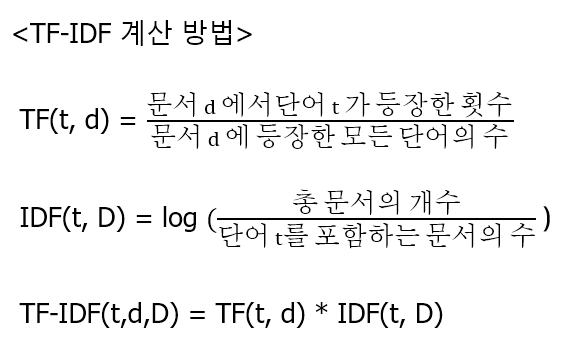 <TF-IDF 계산 방법>
TF(t, d) = 문서 d 에서단어 t 가 등장한 횟수
문서 d 에 등장한 모든 단어의 수
IDF(t, D) = log (총 문서의 개수
단어 t를 포함하는 문서의 수)
TF-IDF(t,d,D) = TF(t, d) * IDF(t, D)